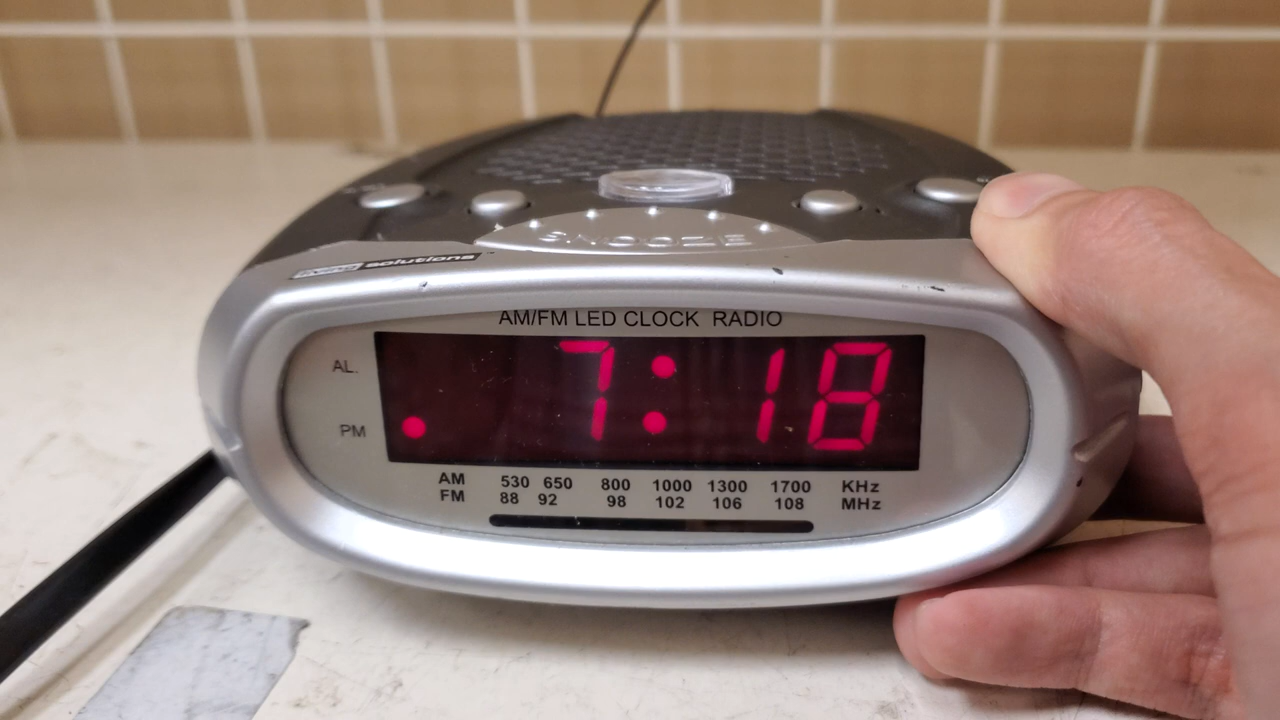 SNOOZE
solutions
AM/FM LED CLOCK RADIO
AL. 7:18
PM
AM 530 650 800 1000 1300 1700 KHz
FM 88 92 98 102 106 108 MHz